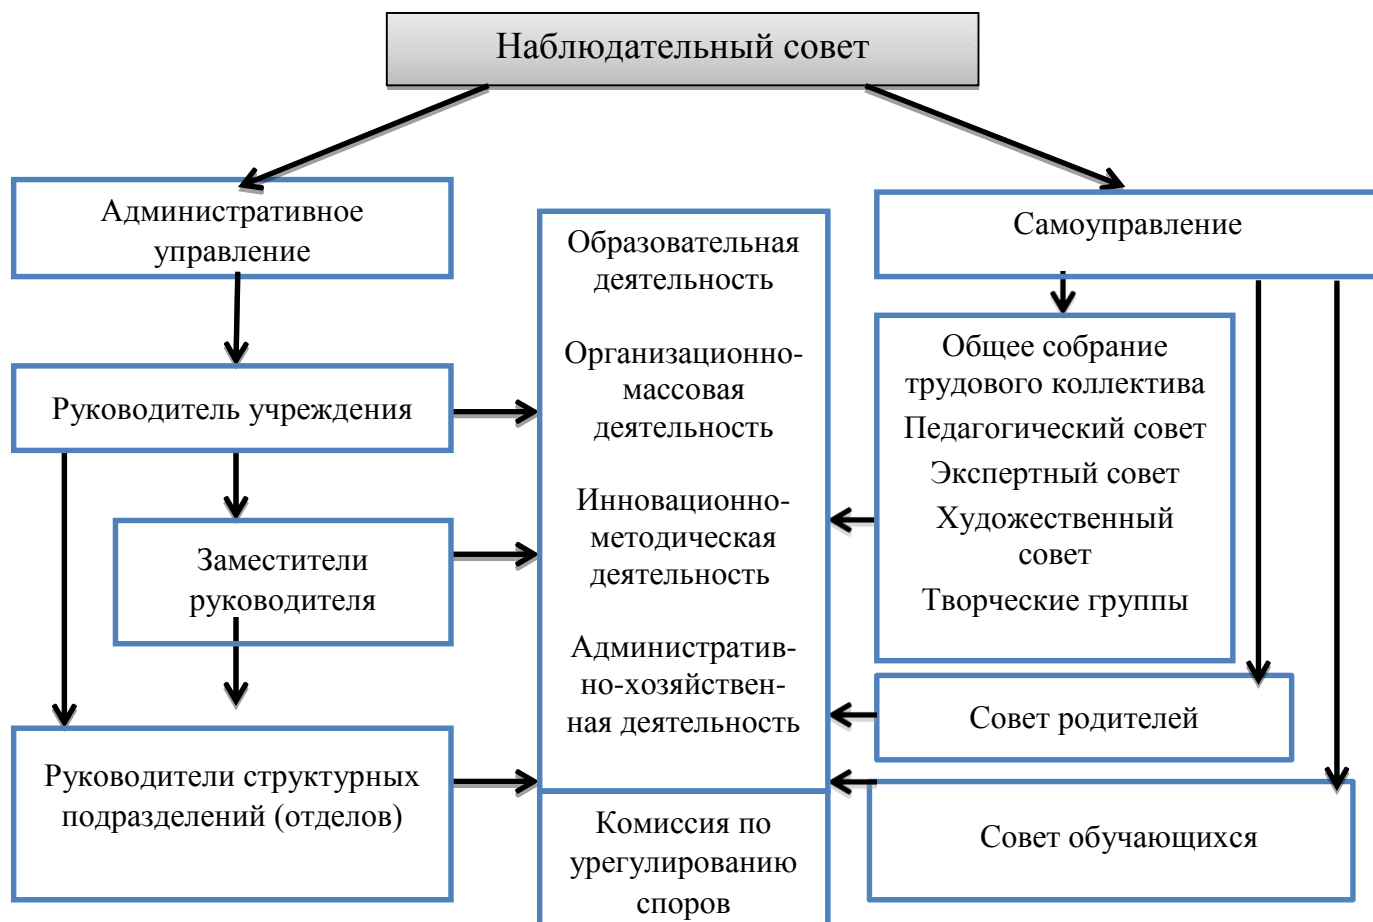 Наблюдательный совет
Административное
управление
Руководитель учреждения
Заместители
руководителя
Руководители структурных
подразделений (отделов)
Образовательная
деятельность
Организационно-
массовая
деятельность
Инновационно-
методическая
деятельность
Административ-
но-хозяйствен-
ная деятельность
Комиссия по
урегулированию
споров
Самоуправление
Общее собрание
трудового коллектива
Педагогический совет
Экспертный совет
Художественный
совет
Творческие группы
Совет родителей
Совет обучающихся